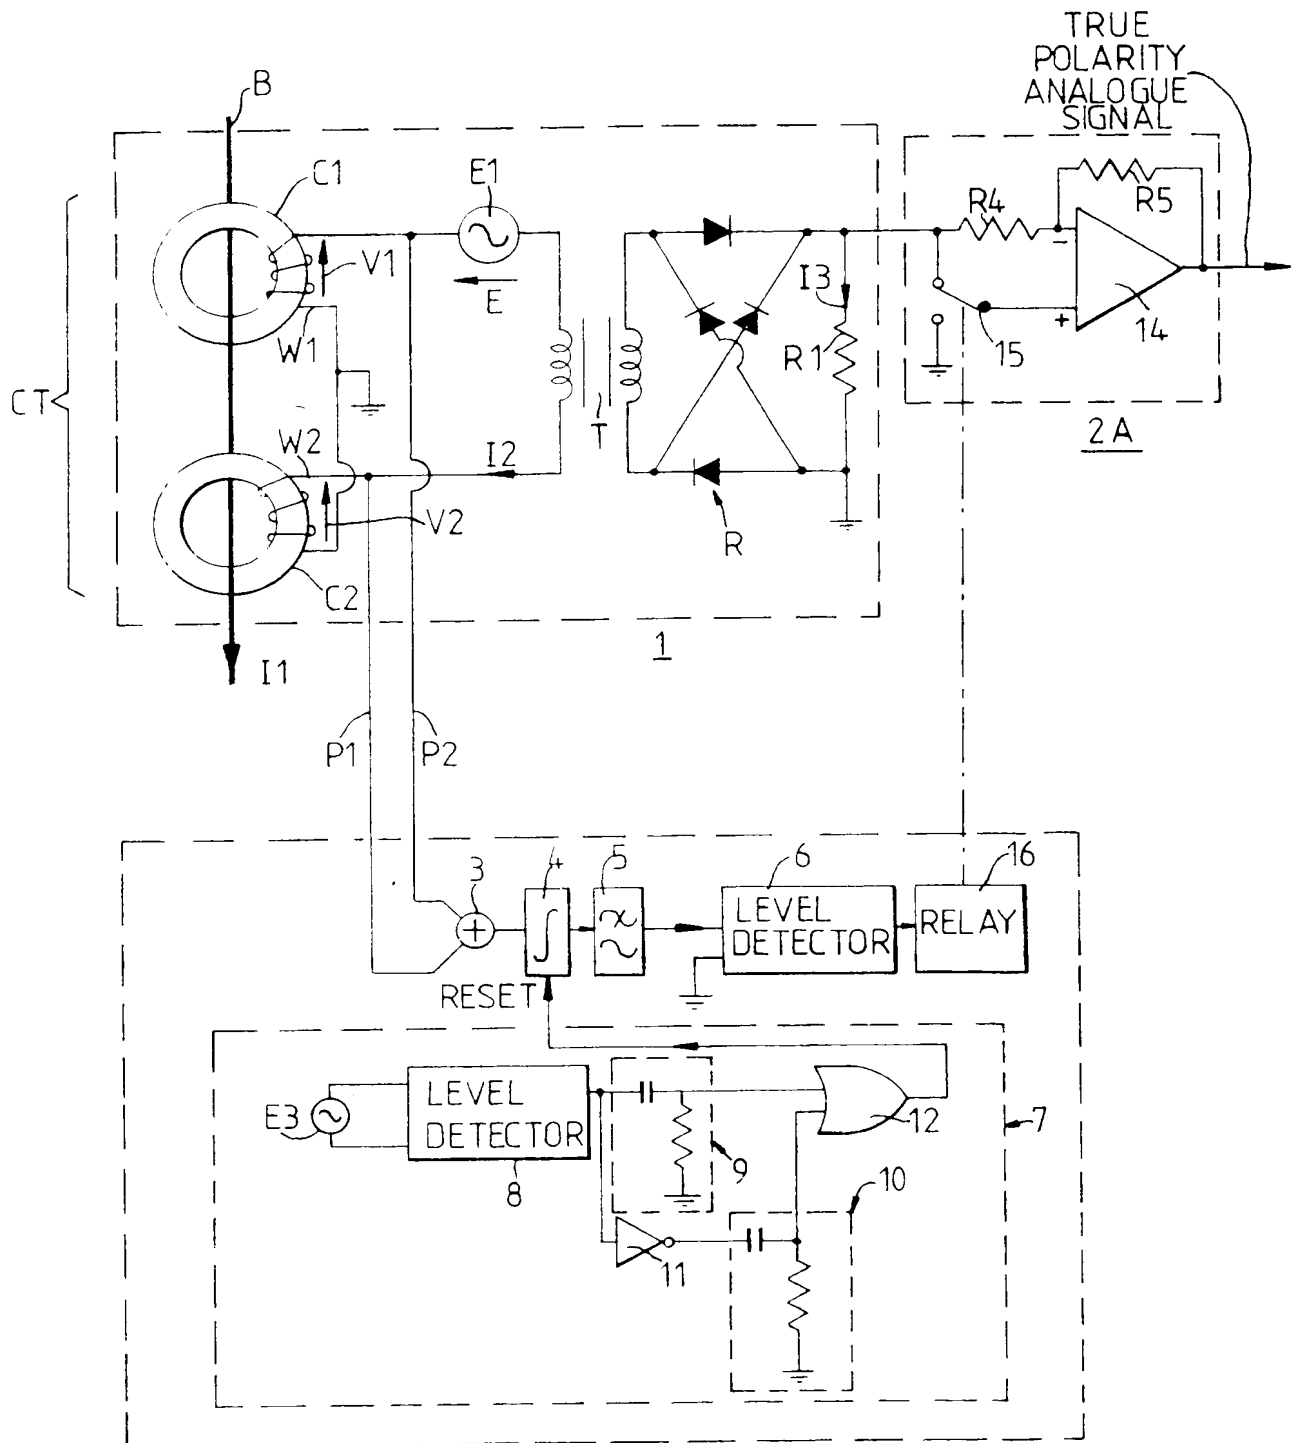 TRUE
POLARITY
ANALOGUE
SIGNAL
B
C1
E1
R4
R5
V1
E
I3
W1
R1
15
14
CT
T
2A
W2
I2
V2
R
C2
I1
1
P1
P2
3
4
5
6
16
LEVEL
DETECTOR
RELAY
RESET
E3
LEVEL
DETECTOR
8
9
12
7
10
11